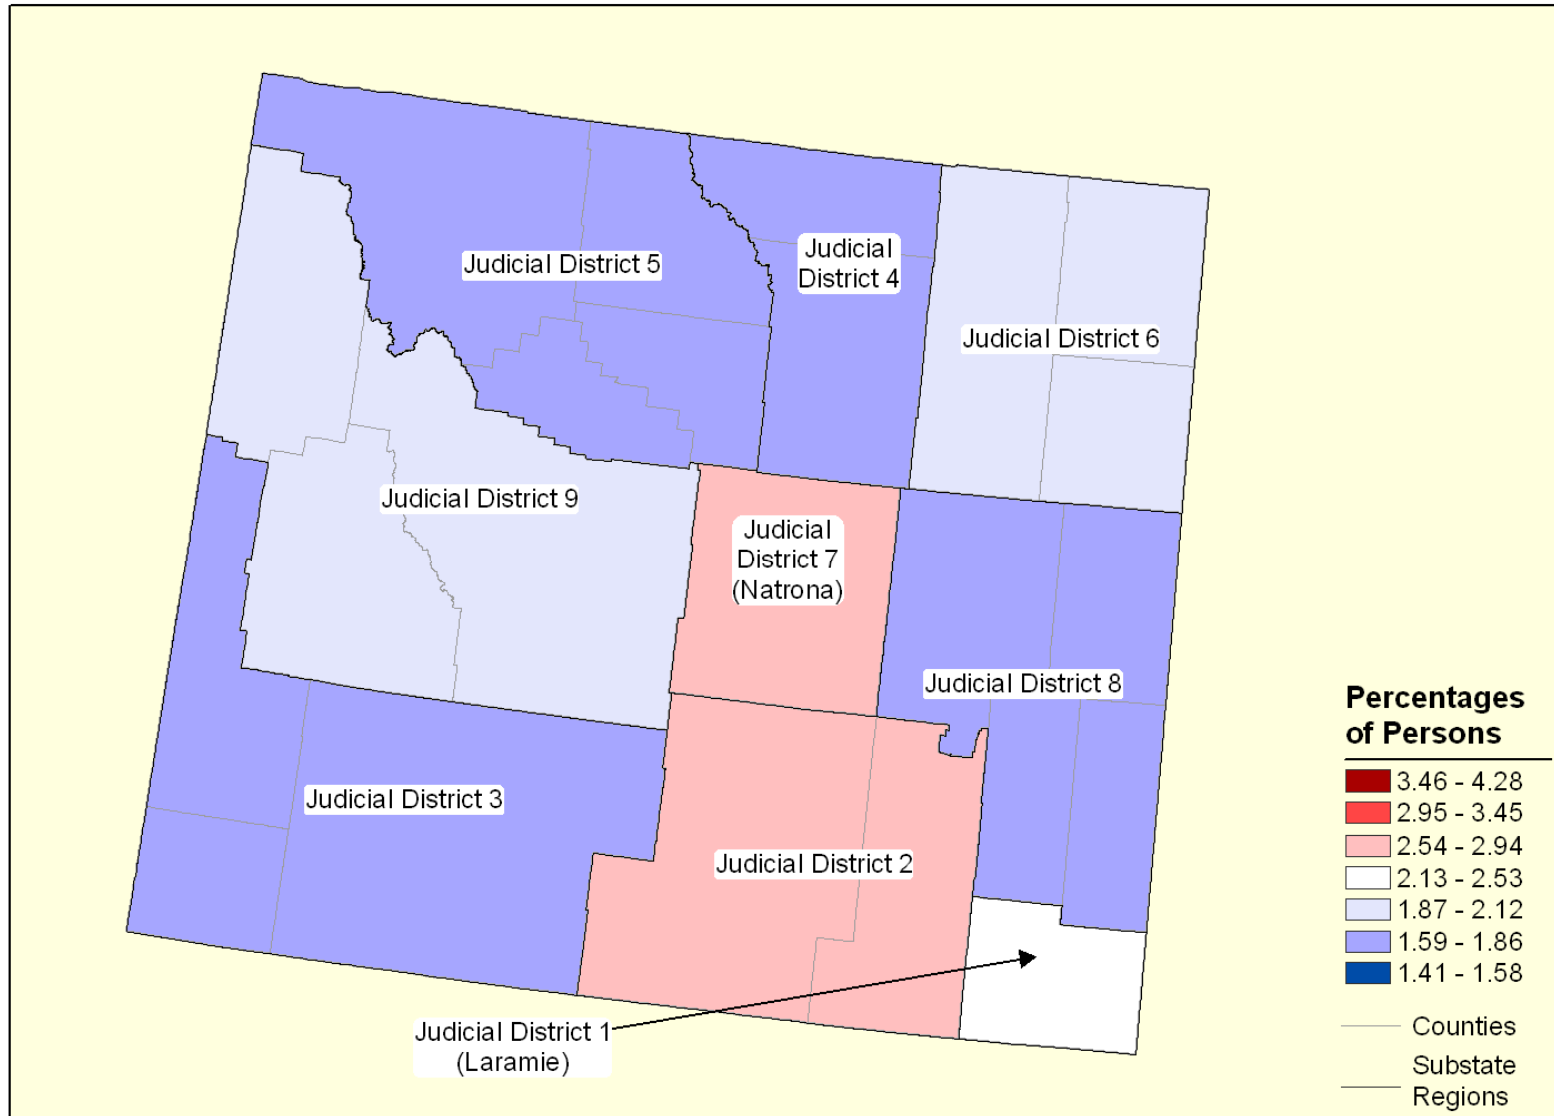 Judicial District 5
Judicial
District 4
Judicial District 6
Judicial District 9
Judicial
District 7
(Natrona)
Judicial District 8
Judicial District 3
Judicial District 2
Judicial District 1
(Laramie)
Percentages
of Persons
3.46 - 4.28
2.95 - 3.45
2.54 - 2.94
2.13 - 2.53
1.87 - 2.12
1.59 - 1.86
1.41 - 1.58
Counties
Substate
Regions